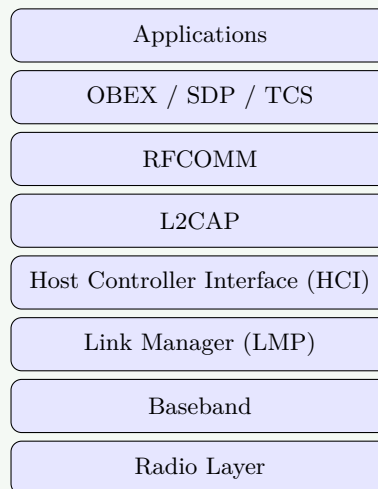 Applications
OBEX / SDP / TCS
RFCOMM
L2CAP
Host Controller Interface (HCI)
Link Manager (LMP)
Baseband
Radio Layer